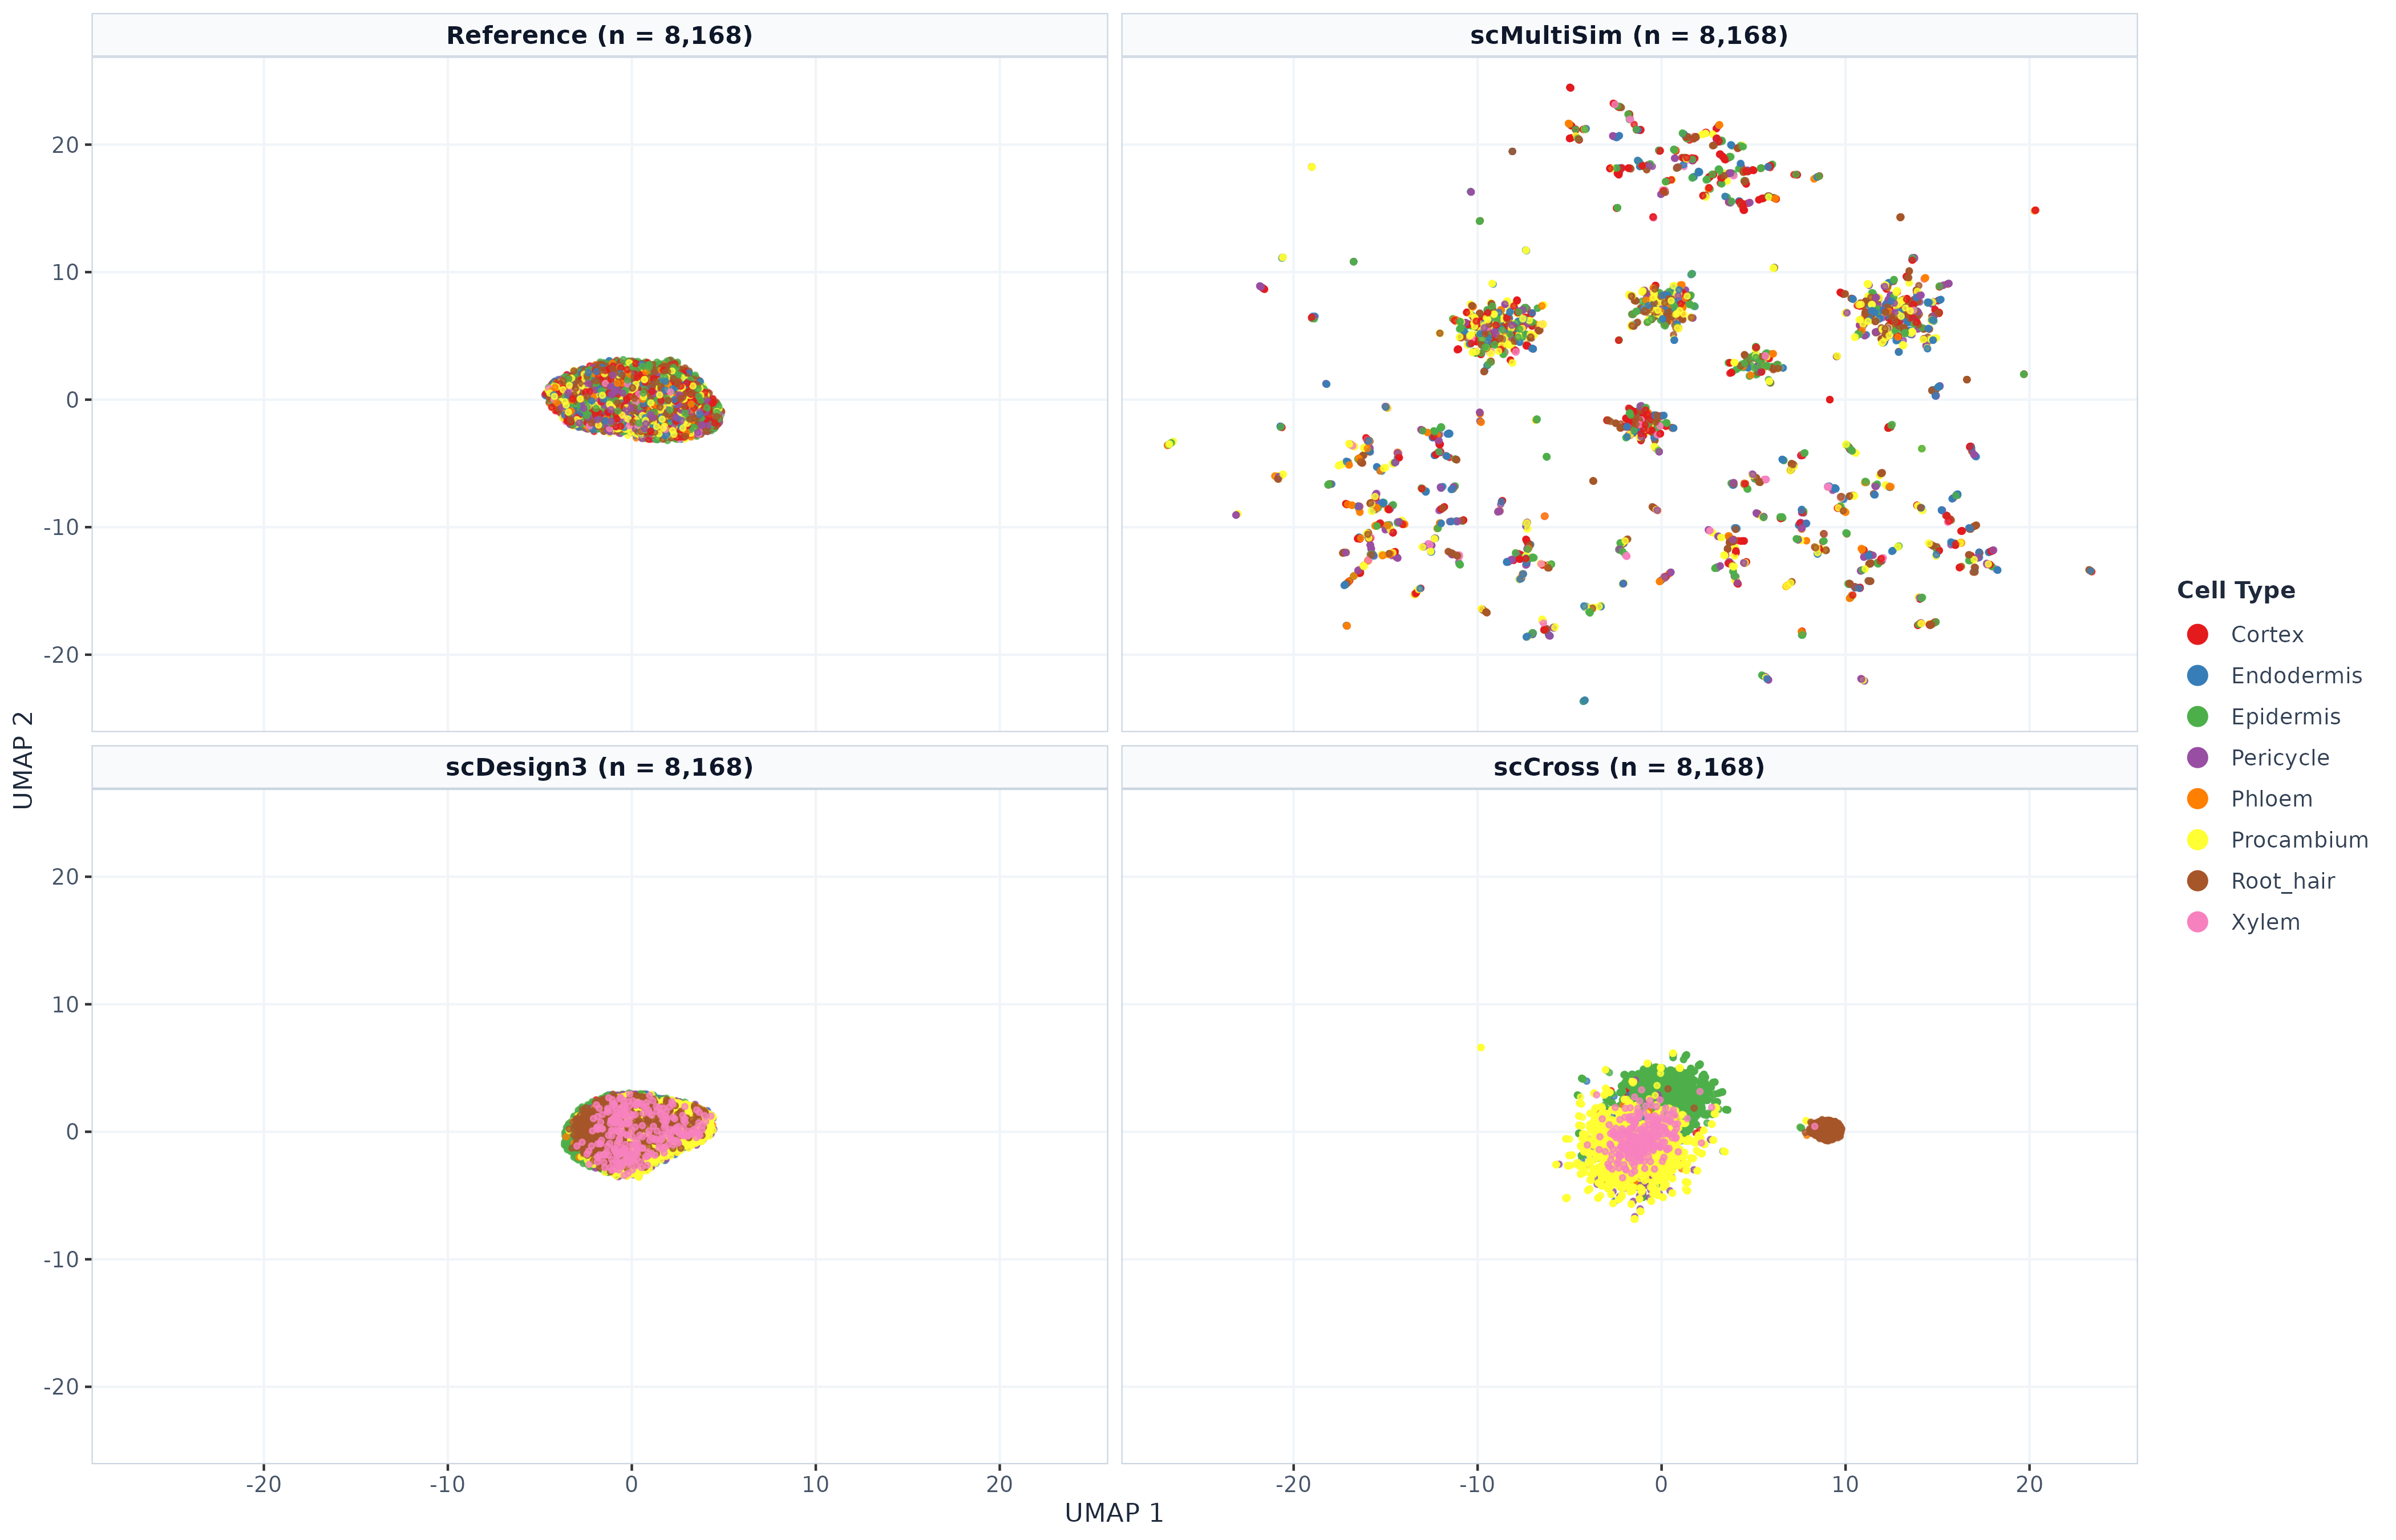 Reference (n = 8,168)
scMultiSim (n = 8,168)
20
10
0
-10
-20
scDesign3 (n = 8,168)
scCross (n = 8,168)
20
10
0
-10
-20
-20 -10 0 10 20
-20 -10 0 10 20
UMAP 1
UMAP 2
Cell Type
Cortex
Endodermis
Epidermis
Pericycle
Phloem
Procambium
Root_hair
Xylem